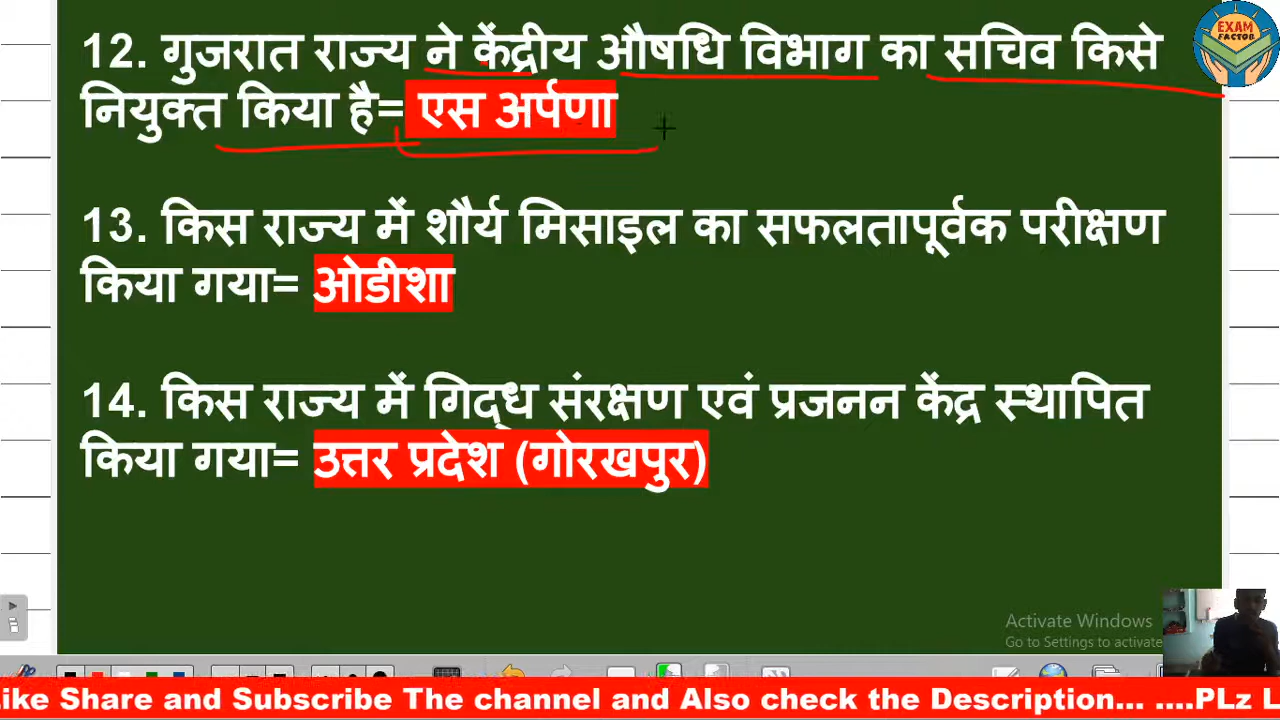 12. गुजरात राज्य ने केंद्रीय औषधि विभाग का सचिव किसे
नियुक्त किया है= एस अर्पणा
13. किस राज्य में शौर्य मिसाइल का सफलतापूर्वक परीक्षण
किया गया= ओडीशा
14. किस राज्य में गिद्ध संरक्षण एवं प्रजनन केंद्र स्थापित
किया गया= उत्तर प्रदेश (गोरखपुर)
EXAM
FACTOR
Activate Windows
Go to Settings to activate
ike Share and Subscribe The channel and Also check the Description... ....PLz L